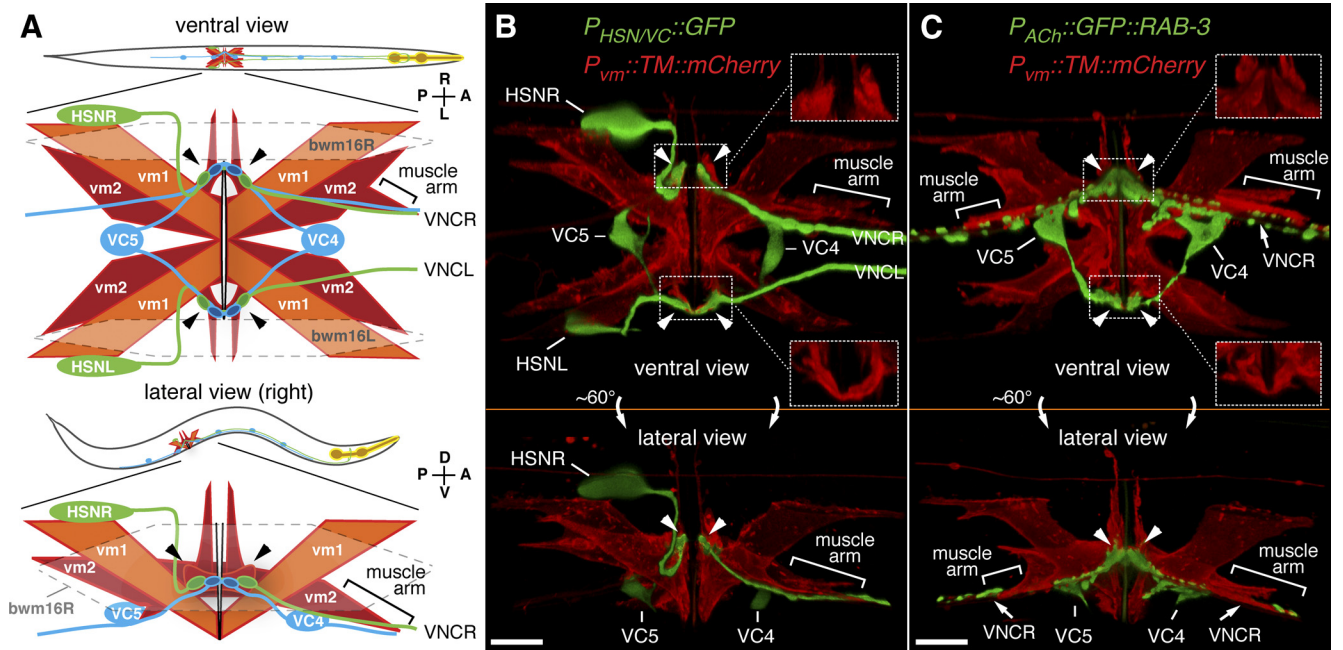 A
ventral view
R
P A
L
HSNR
bwm16R
vm2
vm1
vm1
vm2
muscle
arm
VNCR
VC5
VC4
VNCL
vm2
vm1
vm1
vm2
bwm16L
HSNL
lateral view (right)
D
P A
V
HSNR
vm1
vm1
vm2
vm2
muscle
arm
bwm16R
VC5
VC4
VNCR
B
P_HSN/VC::GFP
P_vm::TM::mCherry
HSNR
muscle
arm
VC5
VC4
VNCR
VNCL
HSNL
ventral view
~60°
lateral view
HSNR
muscle
arm
VC5
VC4
C
P_ACh::GFP::RAB-3
P_vm::TM::mCherry
muscle
arm
muscle
arm
VC5
VC4
VNCR
ventral view
~60°
lateral view
muscle
arm
muscle
arm
VNCR
VC5
VC4
VNCR